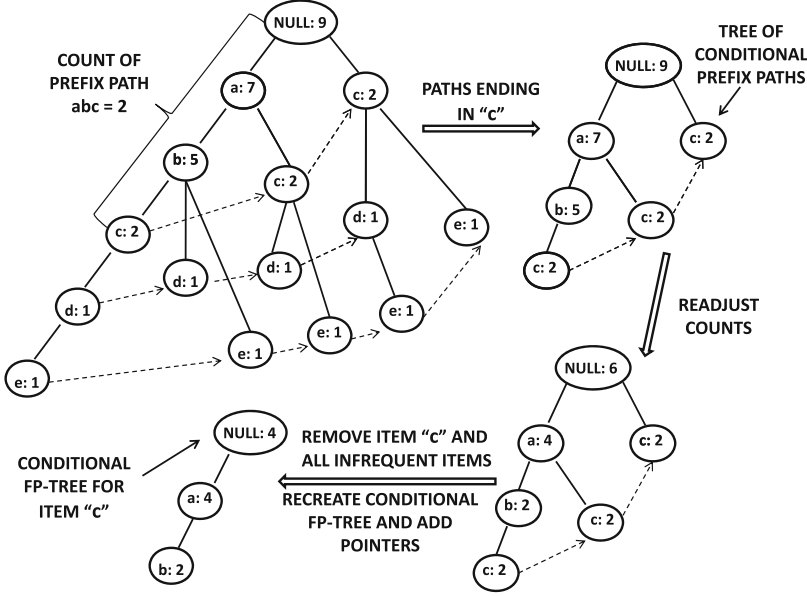 NULL: 9
COUNT OF
PREFIX PATH
abc = 2
a: 7
c: 2
b: 5
c: 2
c: 2
d: 1
e: 1
d: 1
d: 1
d: 1
e: 1
e: 1
e: 1
e: 1
PATHS ENDING
IN “c”
TREE OF
CONDITIONAL
PREFIX PATHS
NULL: 9
a: 7
c: 2
b: 5
c: 2
c: 2
READJUST
COUNTS
NULL: 6
a: 4
c: 2
b: 2
c: 2
c: 2
REMOVE ITEM “c” AND
ALL INFREQUENT ITEMS
RECREATE CONDITIONAL
FP-TREE AND ADD
POINTERS
NULL: 4
CONDITIONAL
FP-TREE FOR
ITEM “c”
a: 4
b: 2